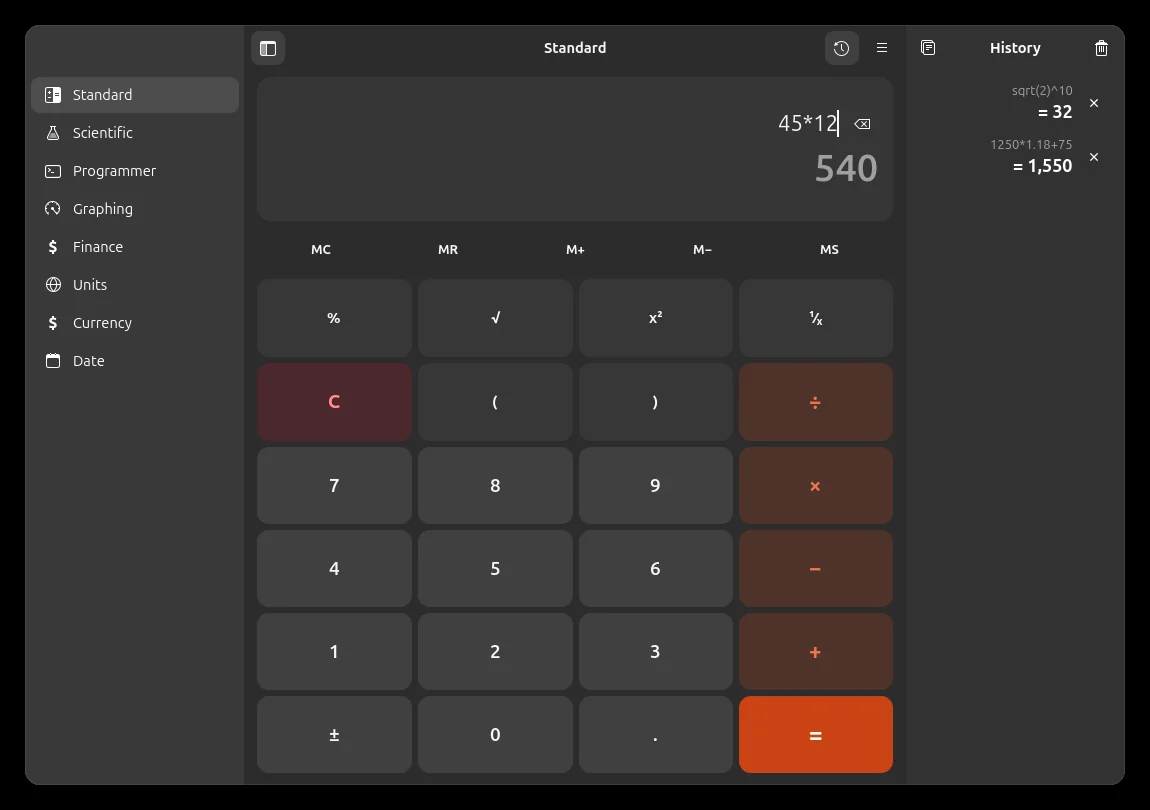 Standard
Scientific
Programmer
Graphing
Finance
Units
Currency
Date
Standard
45*12
540
MC MR M+ M− MS
% √ x² ¹⁄ₓ
C ( ) ÷
7 8 9 ×
4 5 6 −
1 2 3 +
± 0 . =
History
sqrt(2)^10
= 32
1250*1.18+75
= 1,550